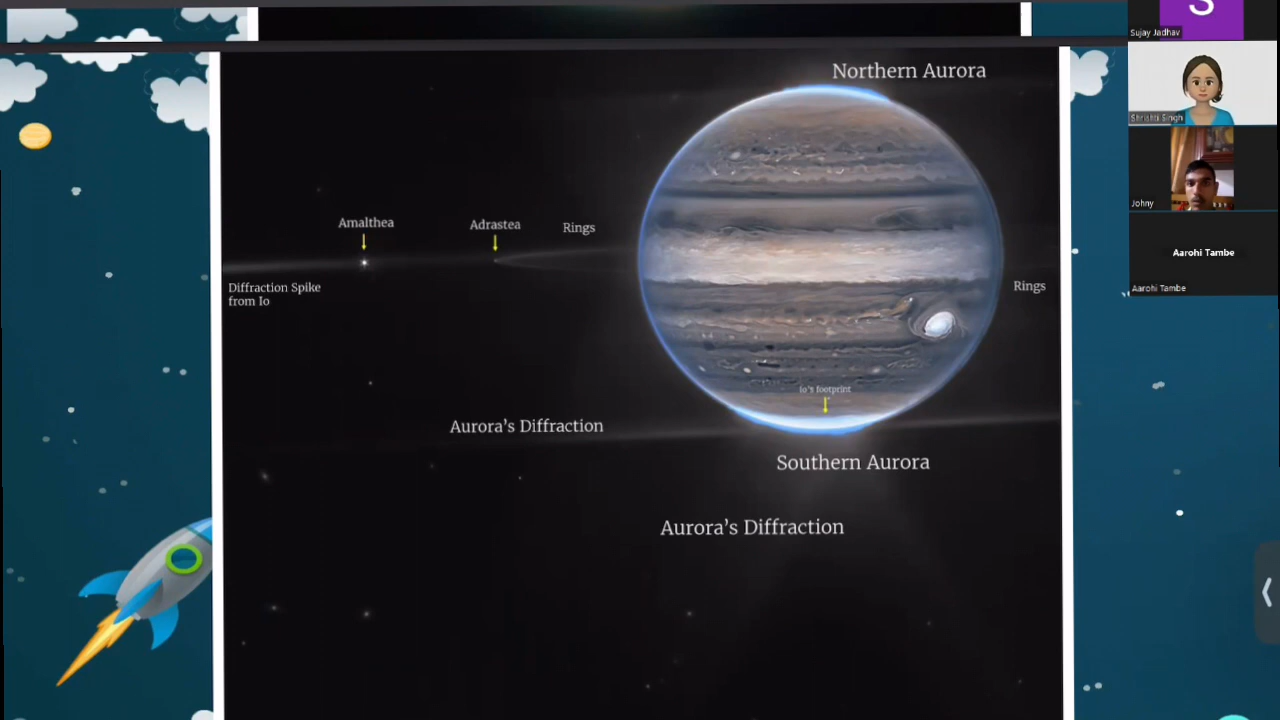 S
Sujay Jadhav
Northern Aurora
Shrishti Singh
Johny
Amalthea
Adrastea
Rings
Aarohi Tambe
Aarohi Tambe
Diffraction Spike
from Io
Rings
Io's footprint
Aurora's Diffraction
Southern Aurora
Aurora's Diffraction